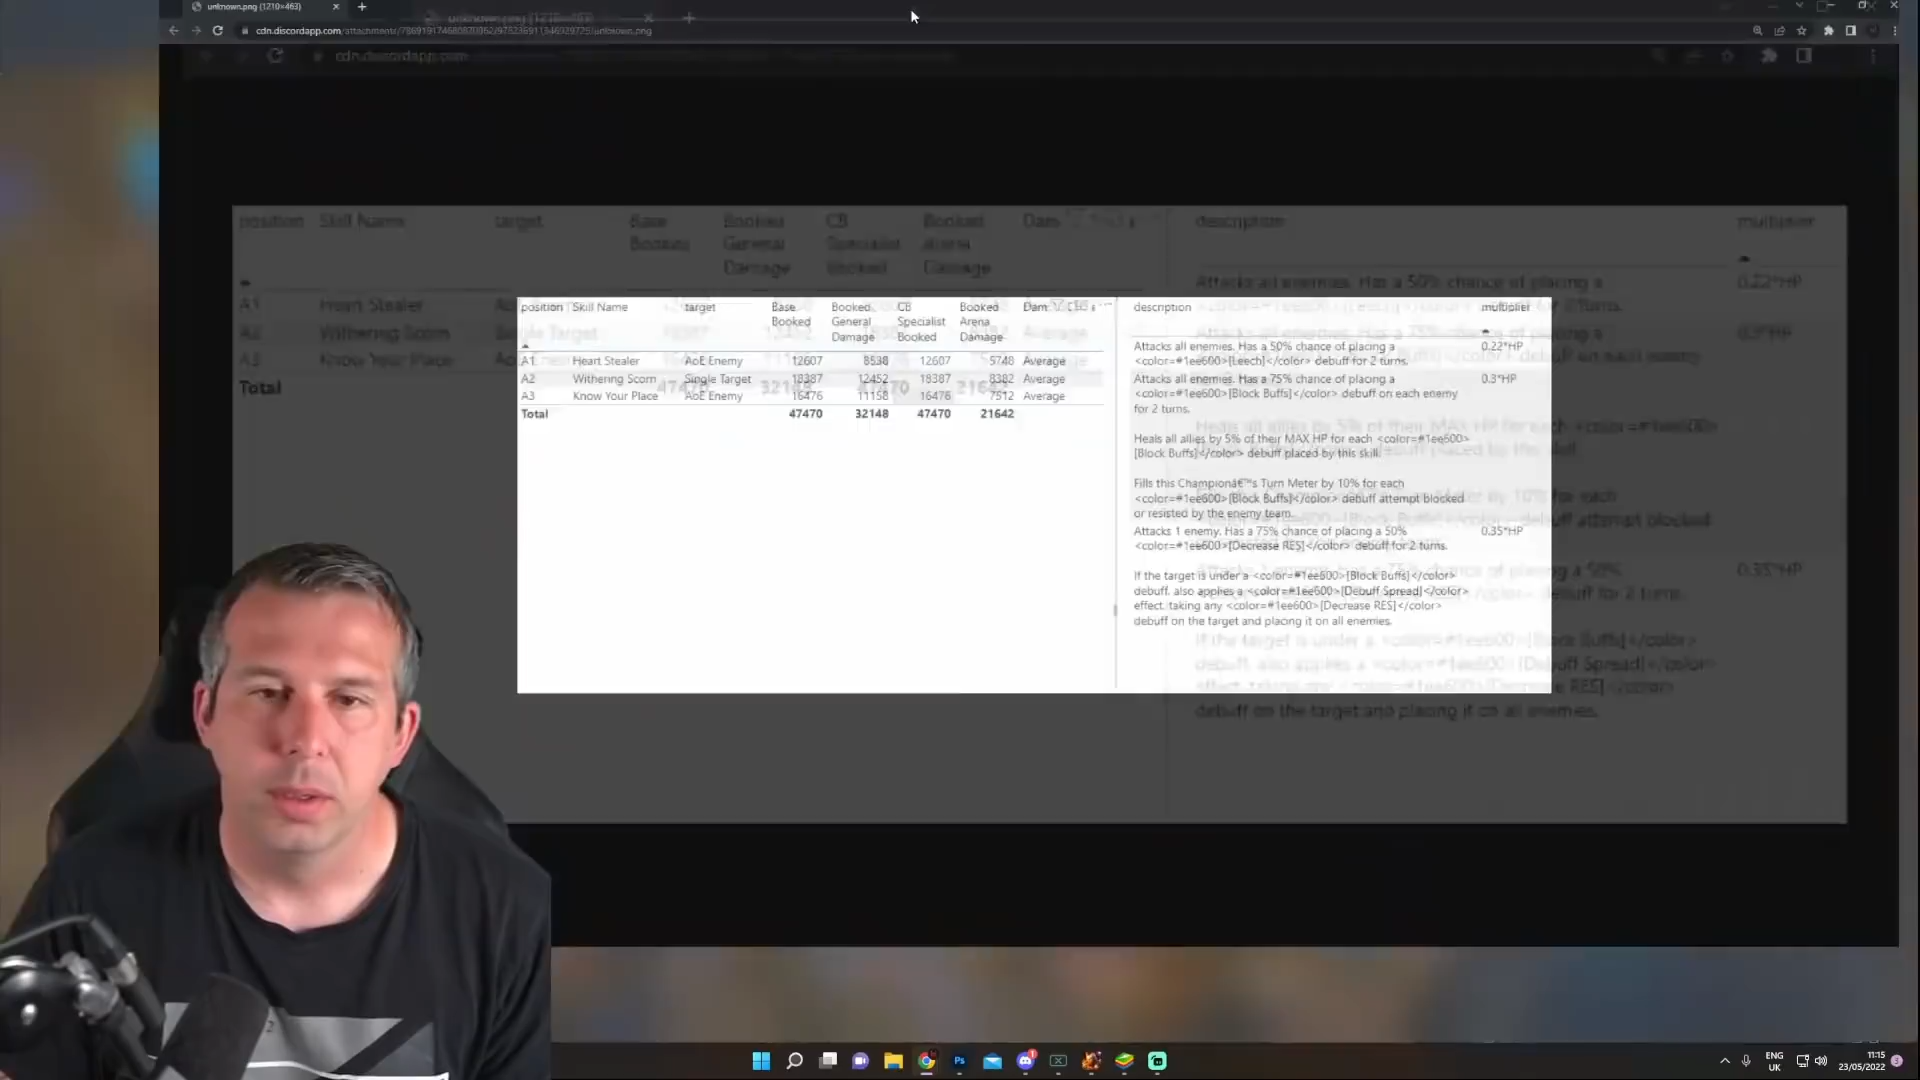 unknown.png (1210×463)
cdn.discordapp.com
position Skill Name target Base Booked Booked General Damage CB Specialist Booked Booked Arena Damage Dam
A1 Heart Stealer AoE Enemy 12607 8538 12607 5748 Average
A2 Withering Scorn Single Target 18387 12452 18387 8382 Average
A3 Know Your Place AoE Enemy 16476 11158 16476 7512 Average
Total 47470 32148 47470 21642
description multiplier
Attacks all enemies. Has a 50% chance of placing a 0.22*HP
<color=#1ee600>[Leech]</color> debuff for 2 turns.
Attacks all enemies. Has a 75% chance of placing a 0.3*HP
<color=#1ee600>[Block Buffs]</color> debuff on each enemy
for 2 turns.
Heals all allies by 5% of their MAX HP for each <color=#1ee600>
[Block Buffs]</color> debuff placed by this skill.
Fills this Championâ€™s Turn Meter by 10% for each
<color=#1ee600>[Block Buffs]</color> debuff attempt blocked
or resisted by the enemy team.
Attacks 1 enemy. Has a 75% chance of placing a 50% 0.35*HP
<color=#1ee600>[Decrease RES]</color> debuff for 2 turns.
If the target is under a <color=#1ee600>[Block Buffs]</color>
debuff, also applies a <color=#1ee600>[Debuff Spread]</color>
effect, taking any <color=#1ee600>[Decrease RES]</color>
debuff on the target and placing it on all enemies.
ENG
UK
11:15
23/05/2022